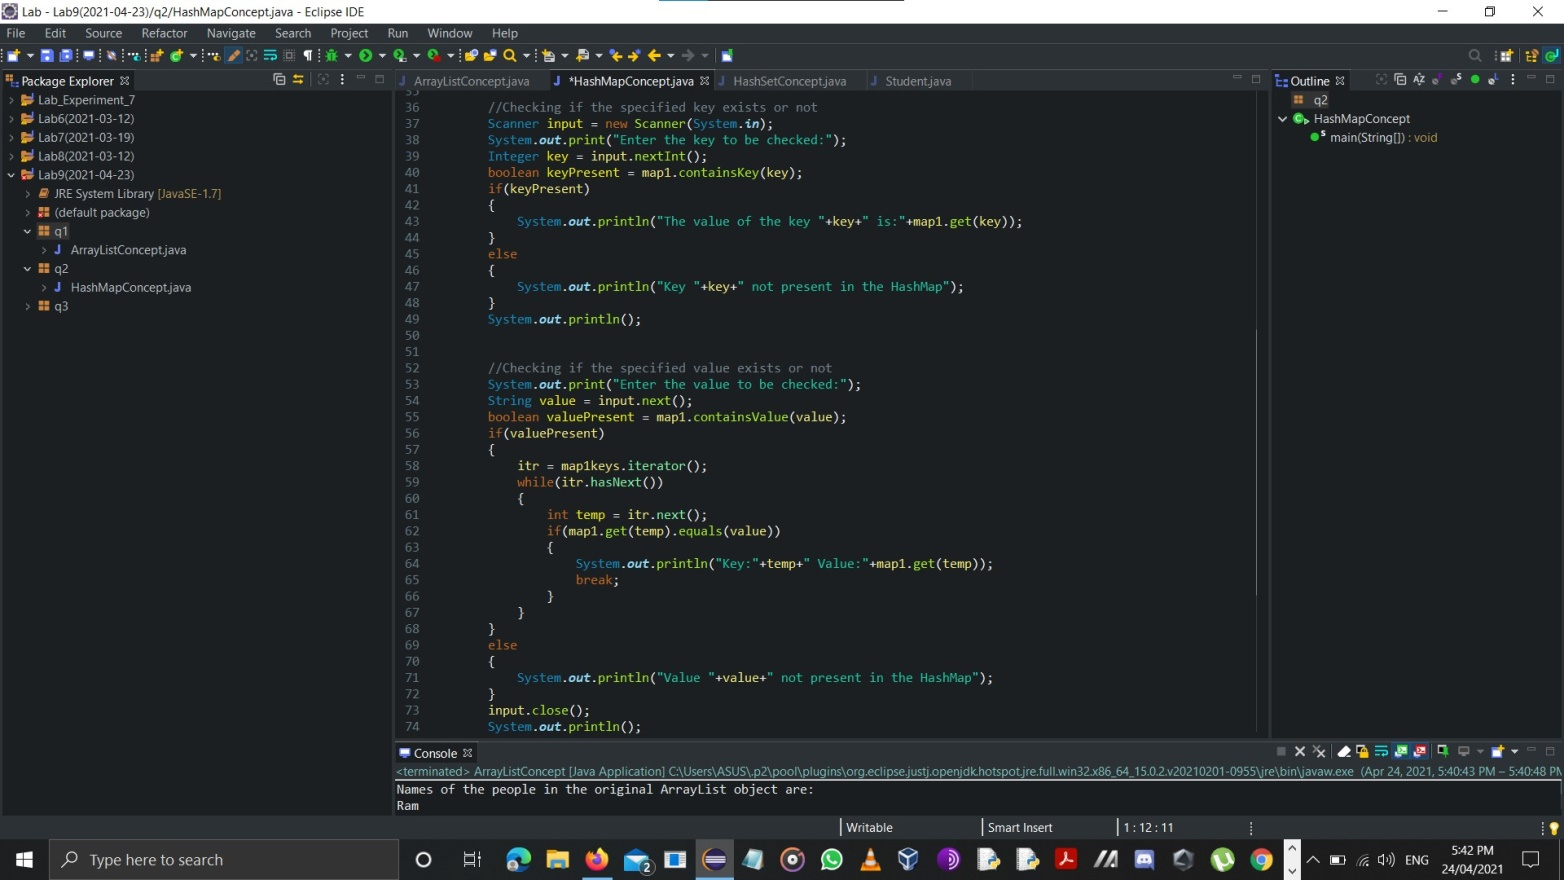 Lab - Lab9(2021-04-23)/q2/HashMapConcept.java - Eclipse IDE
File Edit Source Refactor Navigate Search Project Run Window Help
Package Explorer
ArrayListConcept.java
*HashMapConcept.java
HashSetConcept.java
Student.java
Outline
Lab_Experiment_7
Lab6(2021-03-12)
Lab7(2021-03-19)
Lab8(2021-03-12)
Lab9(2021-04-23)
JRE System Library [JavaSE-1.7]
(default package)
q1
ArrayListConcept.java
q2
HashMapConcept.java
q3
35
36 //Checking if the specified key exists or not
37 Scanner input = new Scanner(System.in);
38 System.out.print("Enter the key to be checked:");
39 Integer key = input.nextInt();
40 boolean keyPresent = map1.containsKey(key);
41 if(keyPresent)
42 {
43 System.out.println("The value of the key "+key+" is:"+map1.get(key));
44 }
45 else
46 {
47 System.out.println("Key "+key+" not present in the HashMap");
48 }
49 System.out.println();
50
51
52 //Checking if the specified value exists or not
53 System.out.print("Enter the value to be checked:");
54 String value = input.next();
55 boolean valuePresent = map1.containsValue(value);
56 if(valuePresent)
57 {
58 itr = map1keys.iterator();
59 while(itr.hasNext())
60 {
61 int temp = itr.next();
62 if(map1.get(temp).equals(value))
63 {
64 System.out.println("Key:"+temp+" Value:"+map1.get(temp));
65 break;
66 }
67 }
68 }
69 else
70 {
71 System.out.println("Value "+value+" not present in the HashMap");
72 }
73 input.close();
74 System.out.println();
q2
HashMapConcept
main(String[]) : void
Console
<terminated> ArrayListConcept [Java Application] C:\Users\ASUS\.p2\pool\plugins\org.eclipse.justj.openjdk.hotspot.jre.full.win32.x86_64_15.0.2.v20210201-0955\jre\bin\javaw.exe (Apr 24, 2021, 5:40:43 PM – 5:40:48 PM
Names of the people in the original ArrayList object are:
Ram
Writable
Smart Insert
1 : 12 : 11
Type here to search
2
ENG
5:42 PM
24/04/2021